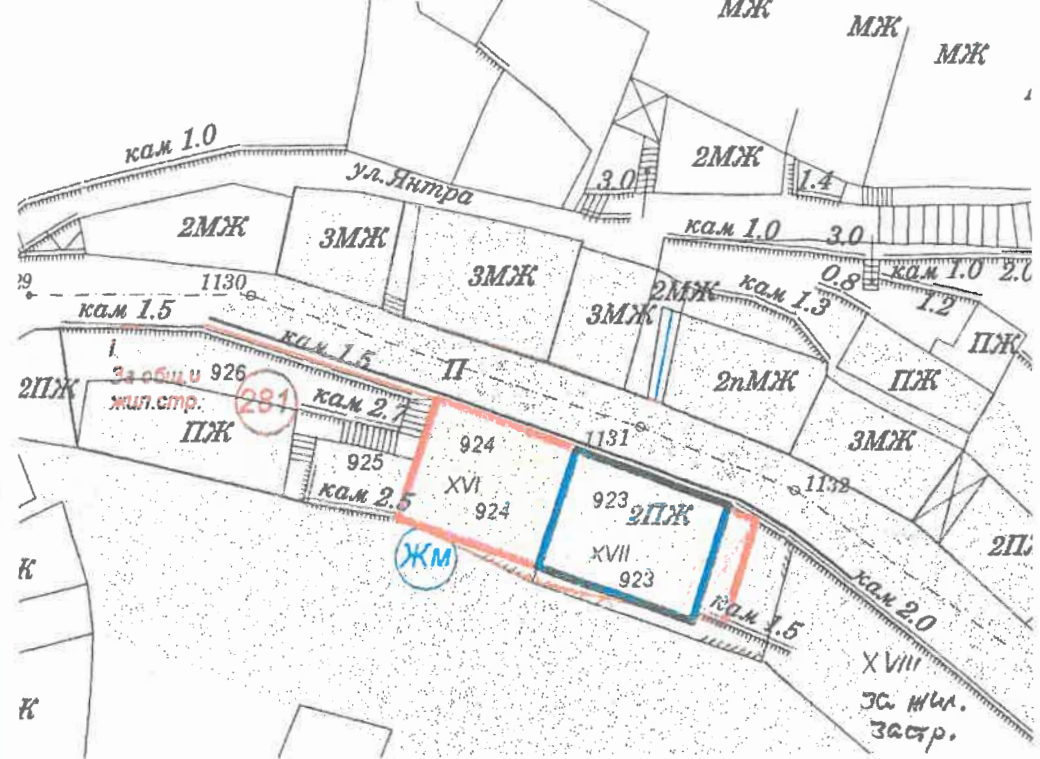 МЖ
МЖ
МЖ
кам 1.0
ул.Янтра
3.0
2МЖ
1.4
2МЖ
3МЖ
3МЖ
кам 1.0
3.0
0.8
кам 1.0
2.0
1.2
1130
кам 1.5
2МЖ
кам 1.3
3МЖ
ПЖ
кам 1.5
П
2пМЖ
ПЖ
I
За общ. и
жил.стр.
926
281
кам 2.7
2ПЖ
ПЖ
925
кам 2.5
924
XVI
924
1131
3МЖ
1132
923
2ПЖ
XVII
923
ЖМ
кам 1.5
кам 2.0
XVIII
за жил.
застр.